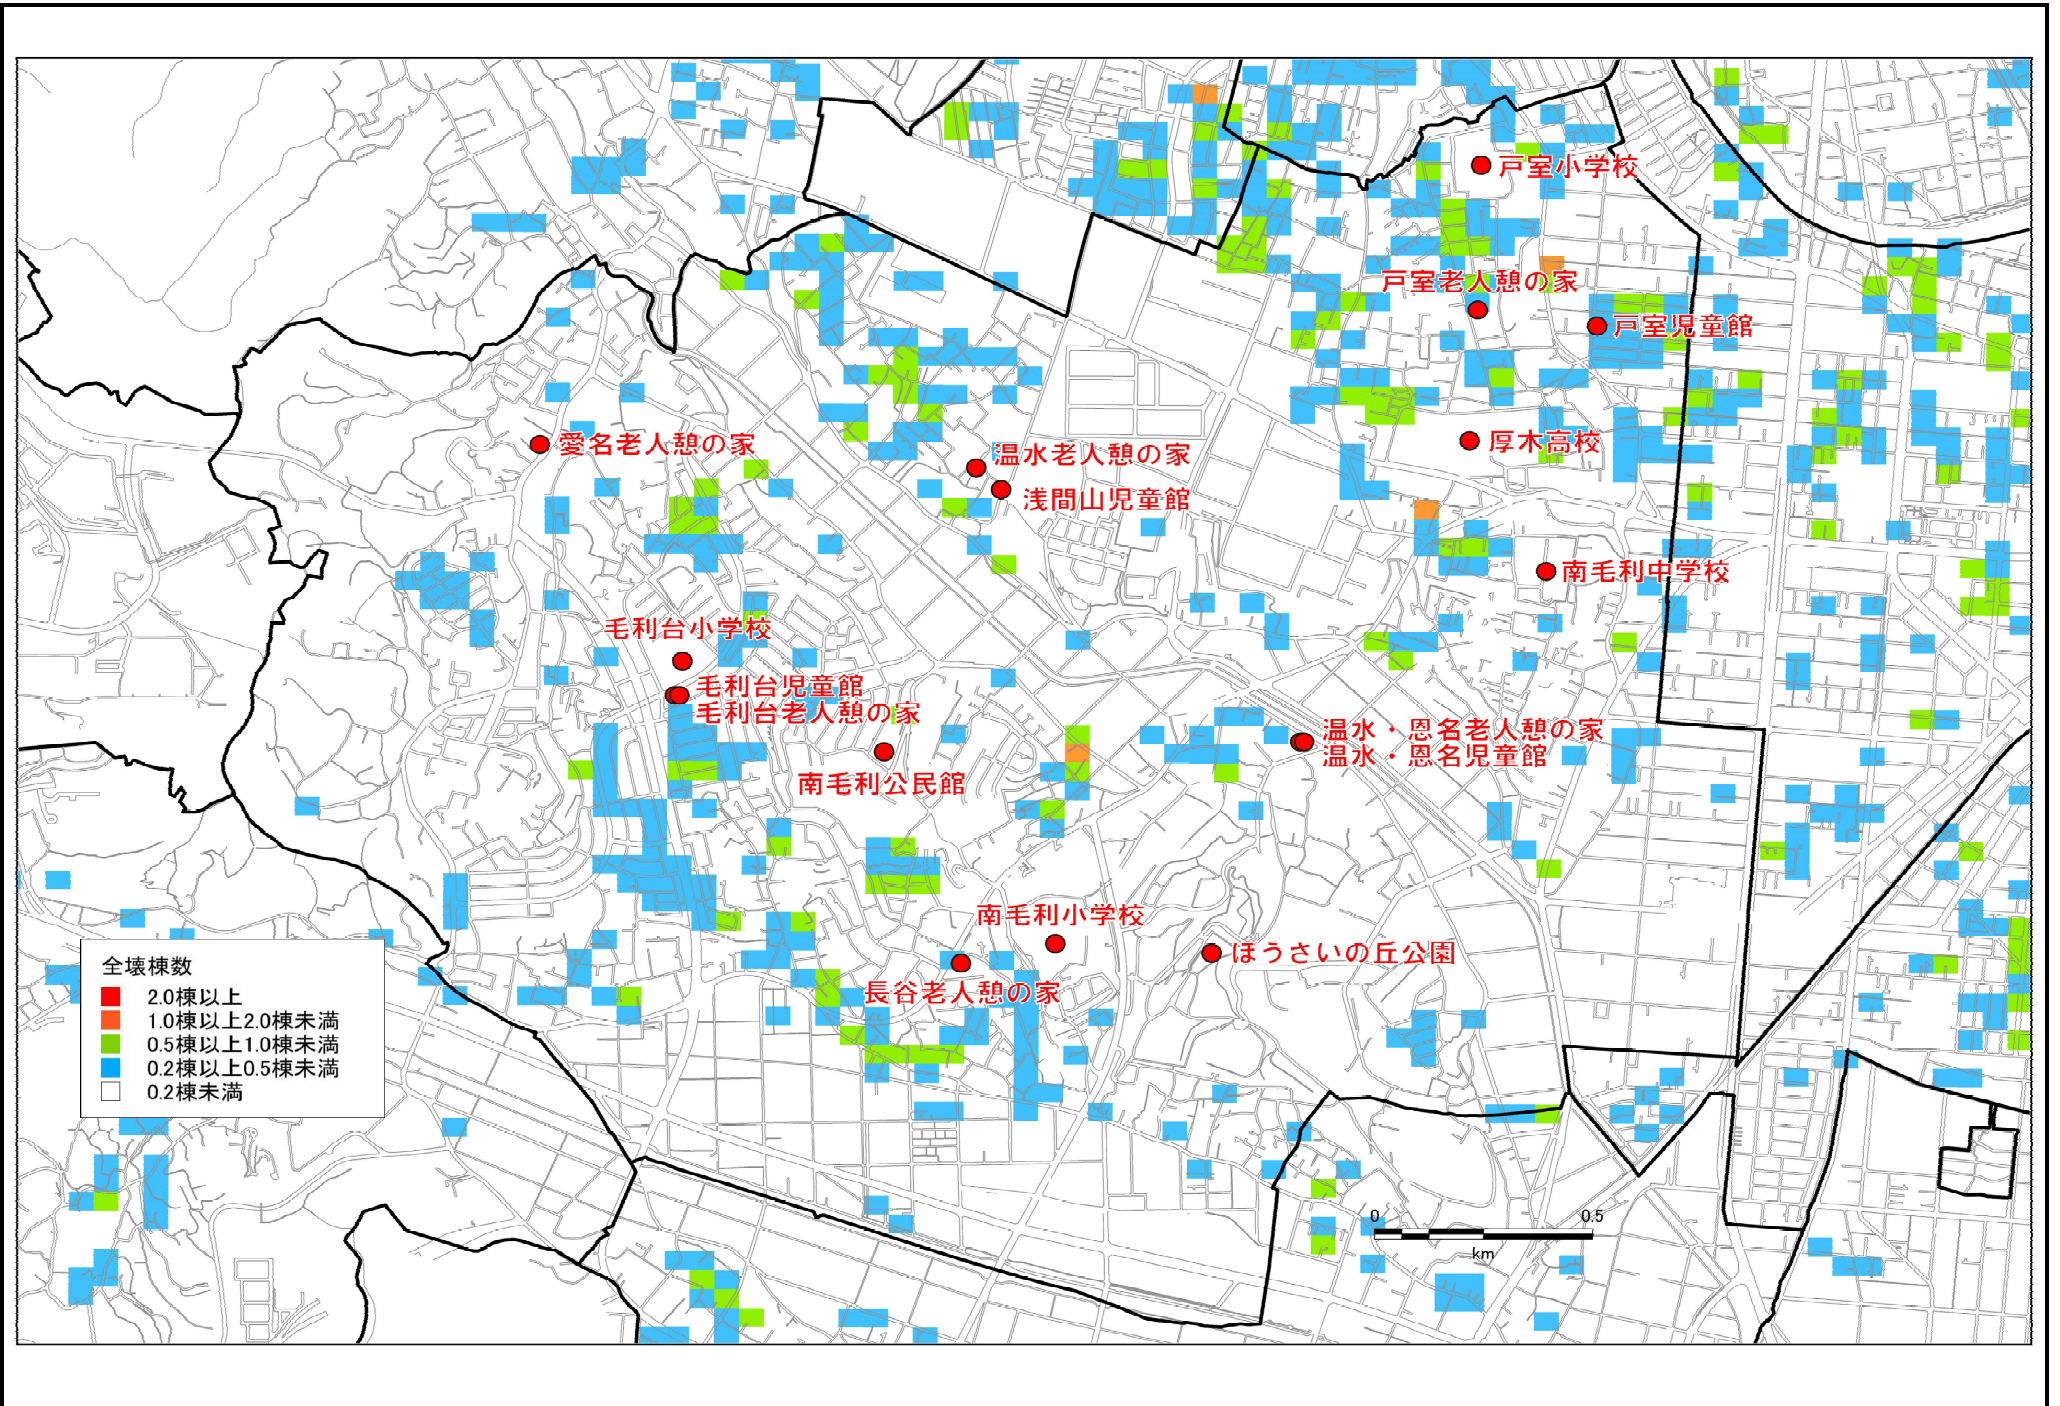 戸室小学校
戸室老人憩の家
戸室児童館
愛名老人憩の家
温水老人憩の家
厚木高校
浅間山児童館
南毛利中学校
毛利台小学校
毛利台児童館
毛利台老人憩の家
温水・恩名老人憩の家
温水・恩名児童館
南毛利公民館
南毛利小学校
ほうさいの丘公園
長谷老人憩の家
全壊棟数
2.0棟以上
1.0棟以上2.0棟未満
0.5棟以上1.0棟未満
0.2棟以上0.5棟未満
0.2棟未満
0 0.5
km